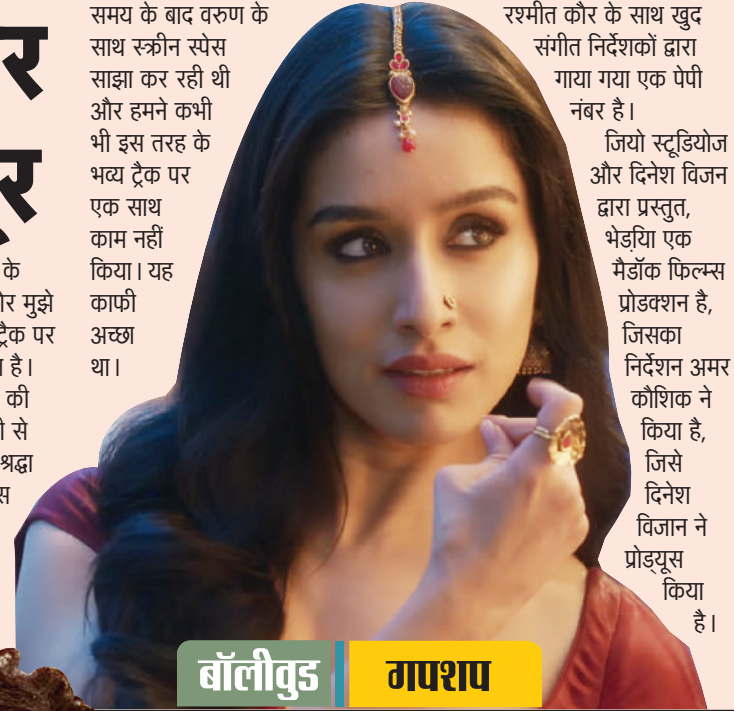 र
र
के
र मुझे
ट्रैक पर
है।
की
से
श्रद्धा
स
समय के बाद वरुण के
साथ स्क्रीन स्पेस
साझा कर रही थी
और हमने कभी
भी इस तरह के
भव्य ट्रैक पर
एक साथ
काम नहीं
किया। यह
काफी
अच्छा
था।
रश्मीत कौर के साथ खुद
संगीत निर्देशकों द्वारा
गाया गया एक पेपी
नंबर है।
जियो स्टूडियोज
और दिनेश विजन
द्वारा प्रस्तुत,
भेड़िया एक
मैडॉक फिल्म्स
प्रोडक्शन है,
जिसका
निर्देशन अमर
कौशिक ने
किया है,
जिसे
दिनेश
विजान ने
प्रोड्यूस
किया
है।
बॉलीवुड गपशप